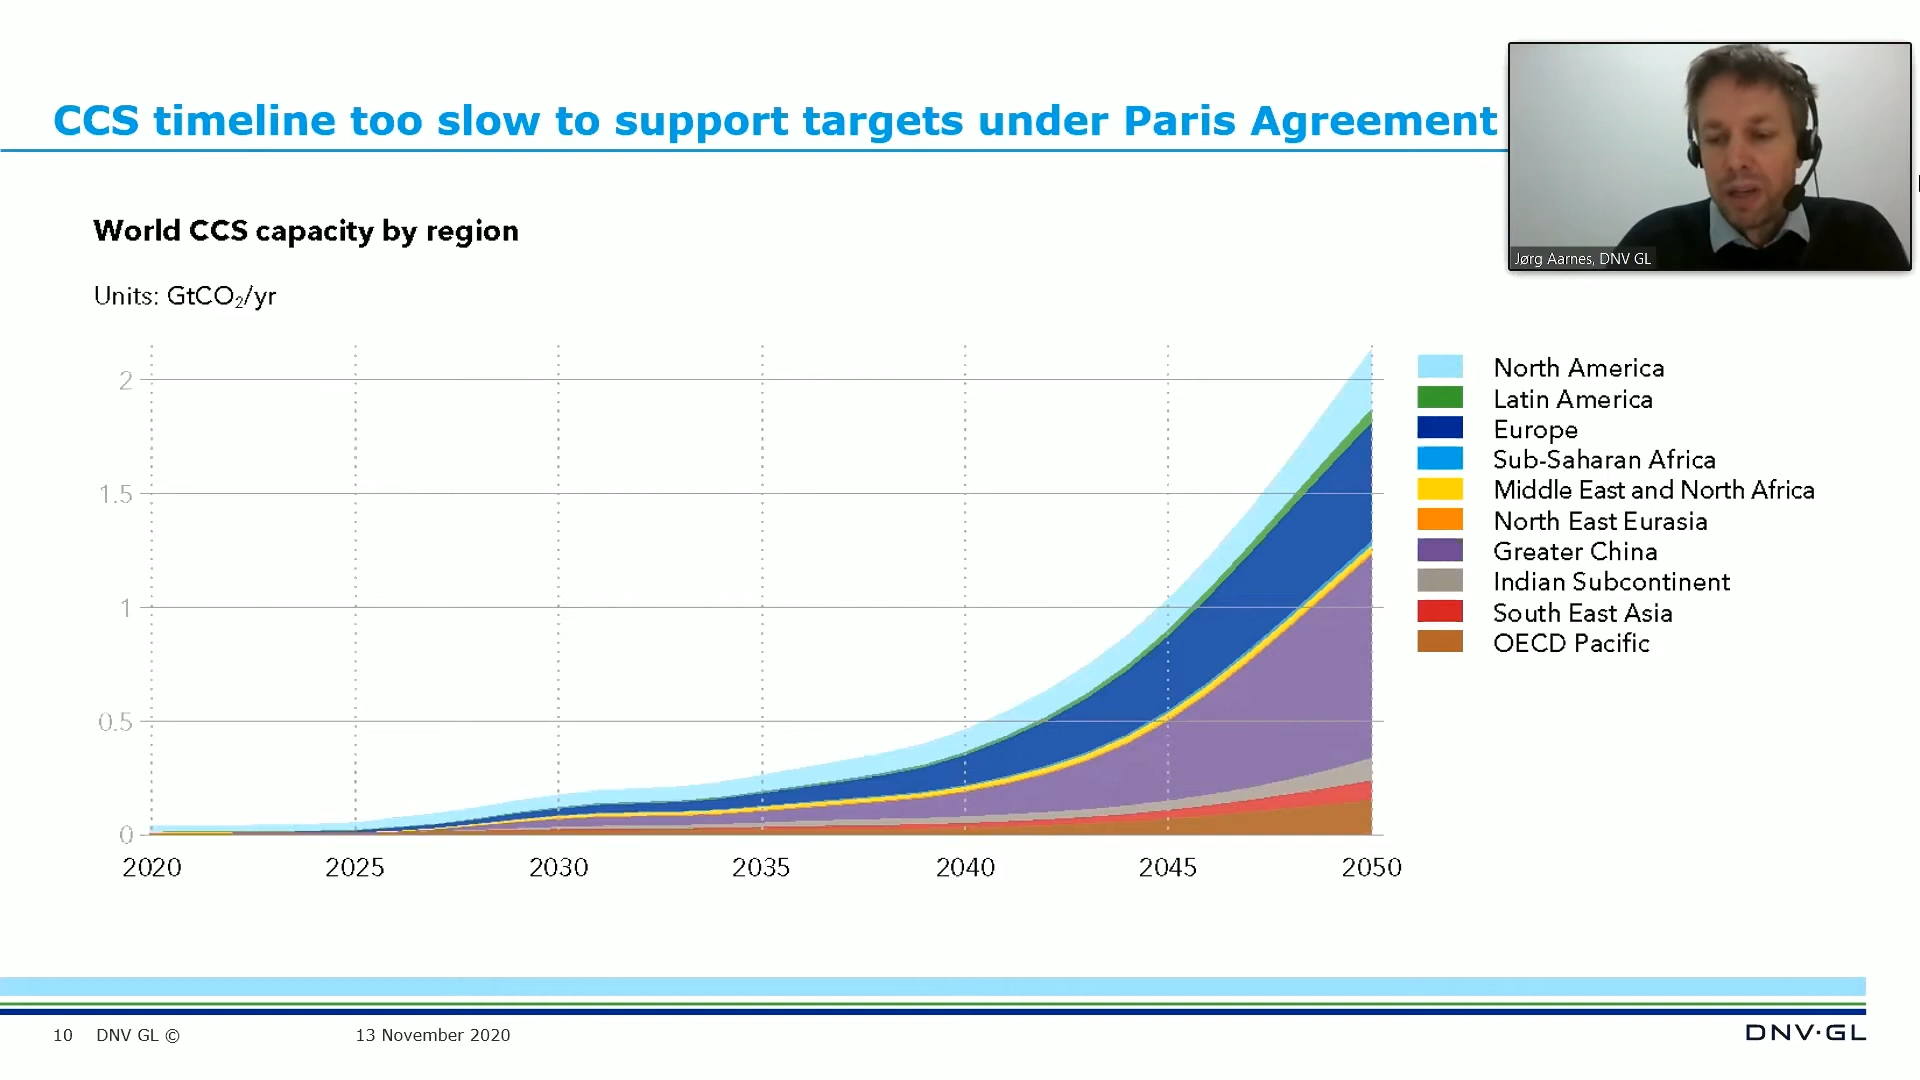 CCS timeline too slow to support targets under Paris Agreement
Jørg Aarnes, DNV GL
World CCS capacity by region
Units: GtCO₂/yr
2
1.5
1
0.5
0
2020 2025 2030 2035 2040 2045 2050
North America
Latin America
Europe
Sub-Saharan Africa
Middle East and North Africa
North East Eurasia
Greater China
Indian Subcontinent
South East Asia
OECD Pacific
10 DNV GL © 13 November 2020
DNV·GL